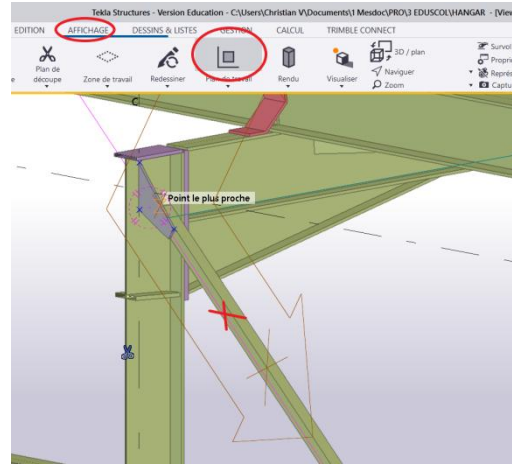 Tekla Structures - Version Education - C:\Users\Christian V\Documents\1 Mesdoc\PRO\3 EDUSCOL\HANGAR - [View
EDITION AFFICHAGE DESSINS & LISTES GESTION CALCUL TRIMBLE CONNECT
Plan de découpe
Zone de travail
Redessiner
Plan de travail
Rendu
Visualiser
3D / plan
Naviguer
Zoom
Survol
Proprié
Représ
Captu
C
Point le plus proche